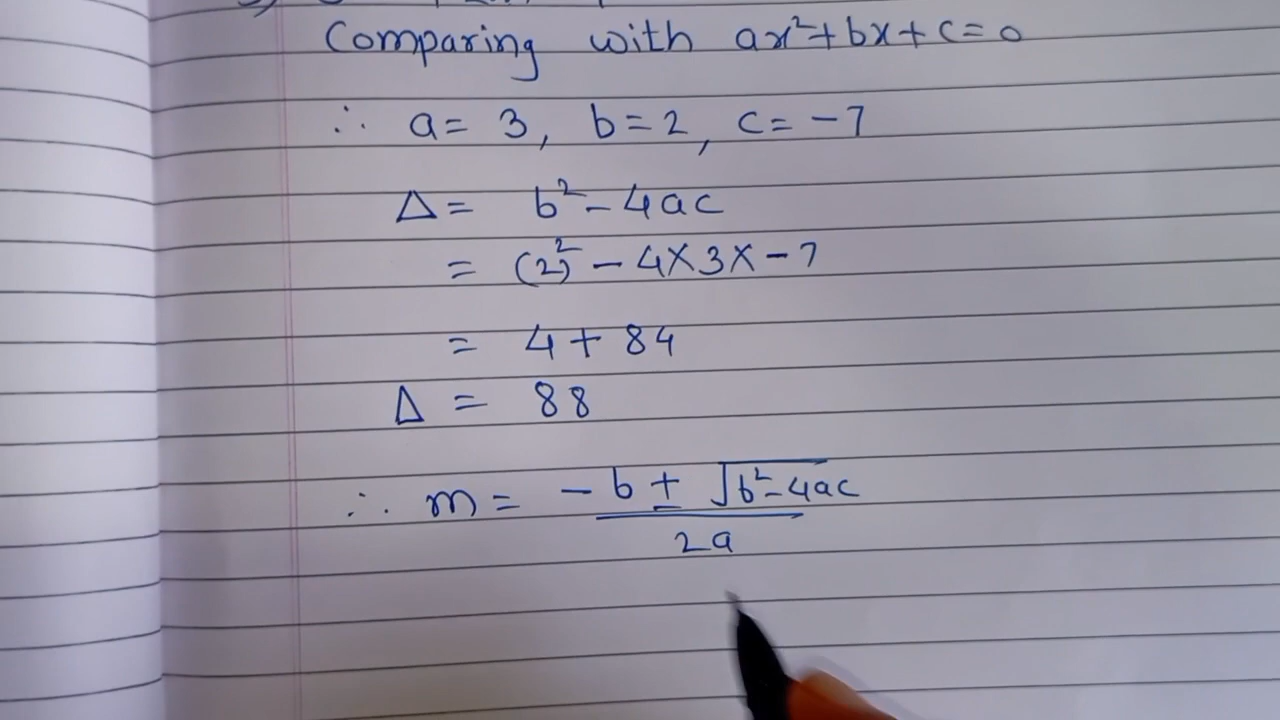 Comparing with ax²+bx+c=0
∴ a= 3, b=2, c= -7
Δ= b²-4ac
= (2)² - 4×3×-7
= 4+84
Δ = 88
∴ m= -b ± √b²-4ac
2a